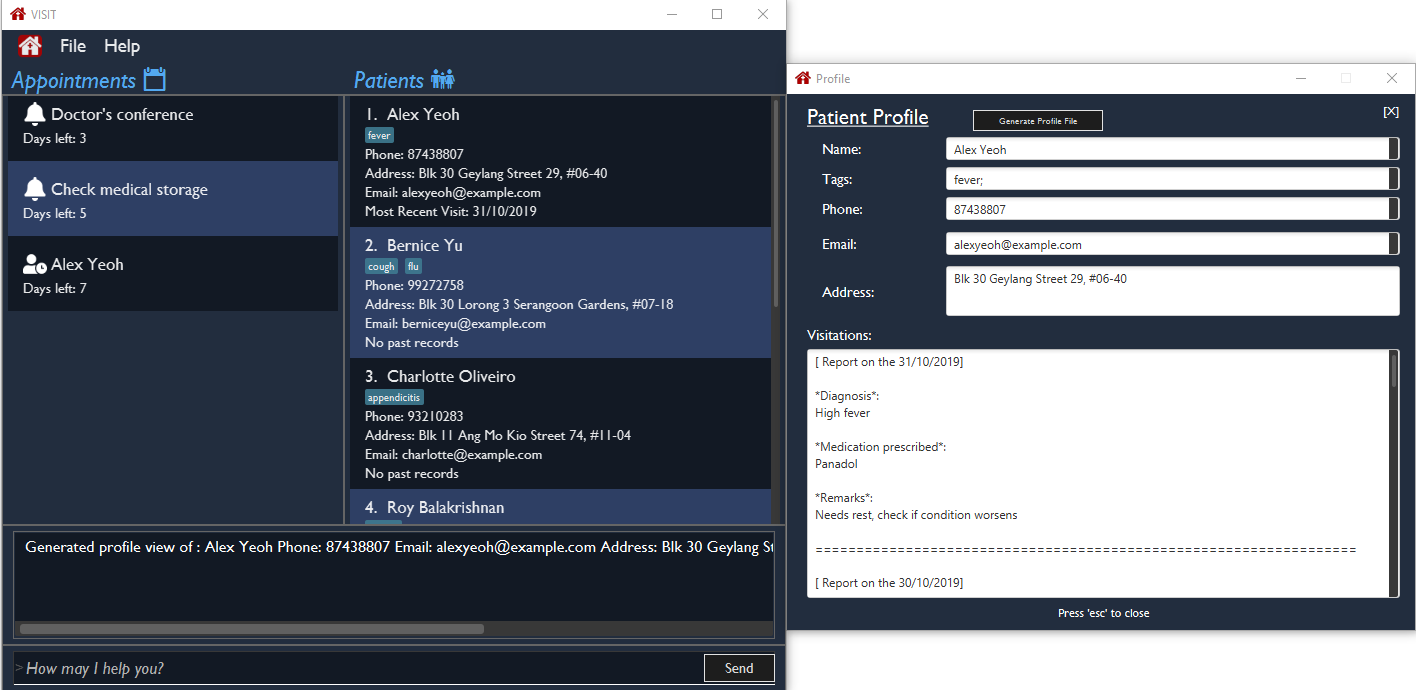 VISIT
File Help
Appointments
Doctor's conference
Days left: 3
Check medical storage
Days left: 5
Alex Yeoh
Days left: 7
Patients
1. Alex Yeoh
fever
Phone: 87438807
Address: Blk 30 Geylang Street 29, #06-40
Email: alexyeoh@example.com
Most Recent Visit: 31/10/2019
2. Bernice Yu
cough flu
Phone: 99272758
Address: Blk 30 Lorong 3 Serangoon Gardens, #07-18
Email: berniceyu@example.com
No past records
3. Charlotte Oliveiro
appendicitis
Phone: 93210283
Address: Blk 11 Ang Mo Kio Street 74, #11-04
Email: charlotte@example.com
No past records
4. Roy Balakrishnan
Generated profile view of : Alex Yeoh Phone: 87438807 Email: alexyeoh@example.com Address: Blk 30 Geylang St
> How may I help you?
Send
Profile
Patient Profile
Generate Profile File
[X]
Name: Alex Yeoh
Tags: fever;
Phone: 87438807
Email: alexyeoh@example.com
Address: Blk 30 Geylang Street 29, #06-40
Visitations:
[ Report on the 31/10/2019]
*Diagnosis*:
High fever
*Medication prescribed*:
Panadol
*Remarks*:
Needs rest, check if condition worsens
==================================================================
[ Report on the 30/10/2019]
Press 'esc' to close